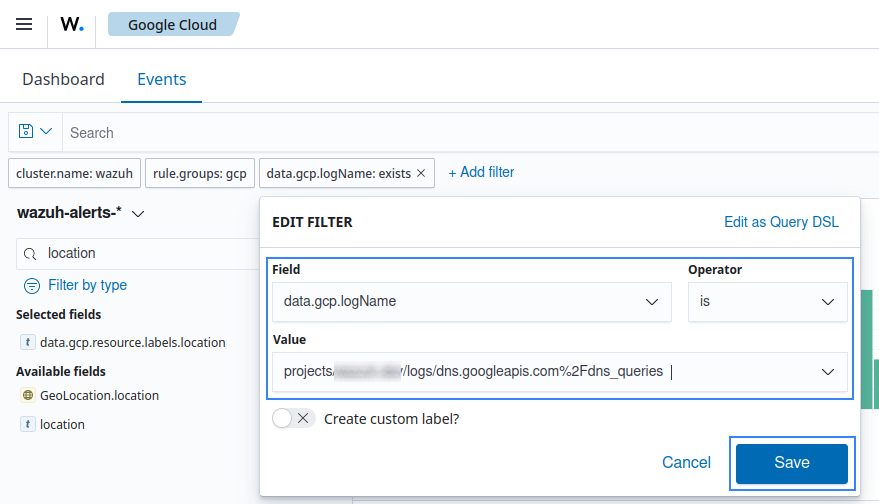 W.
Google Cloud
Dashboard
Events
Search
cluster.name: wazuh
rule.groups: gcp
data.gcp.logName: exists
+ Add filter
wazuh-alerts-*
location
Filter by type
Selected fields
t data.gcp.resource.labels.location
Available fields
GeoLocation.location
t location
EDIT FILTER
Edit as Query DSL
Field
Operator
data.gcp.logName
is
Value
projects/ /logs/dns.googleapis.com%2Fdns_queries
Create custom label?
Cancel
Save